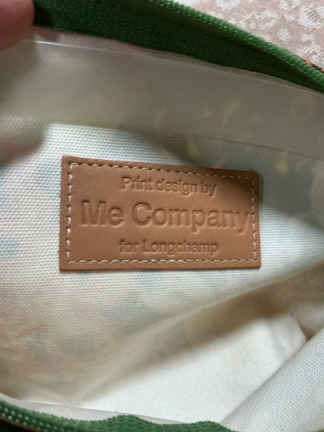 Print design by
Me Company
for Longchamp